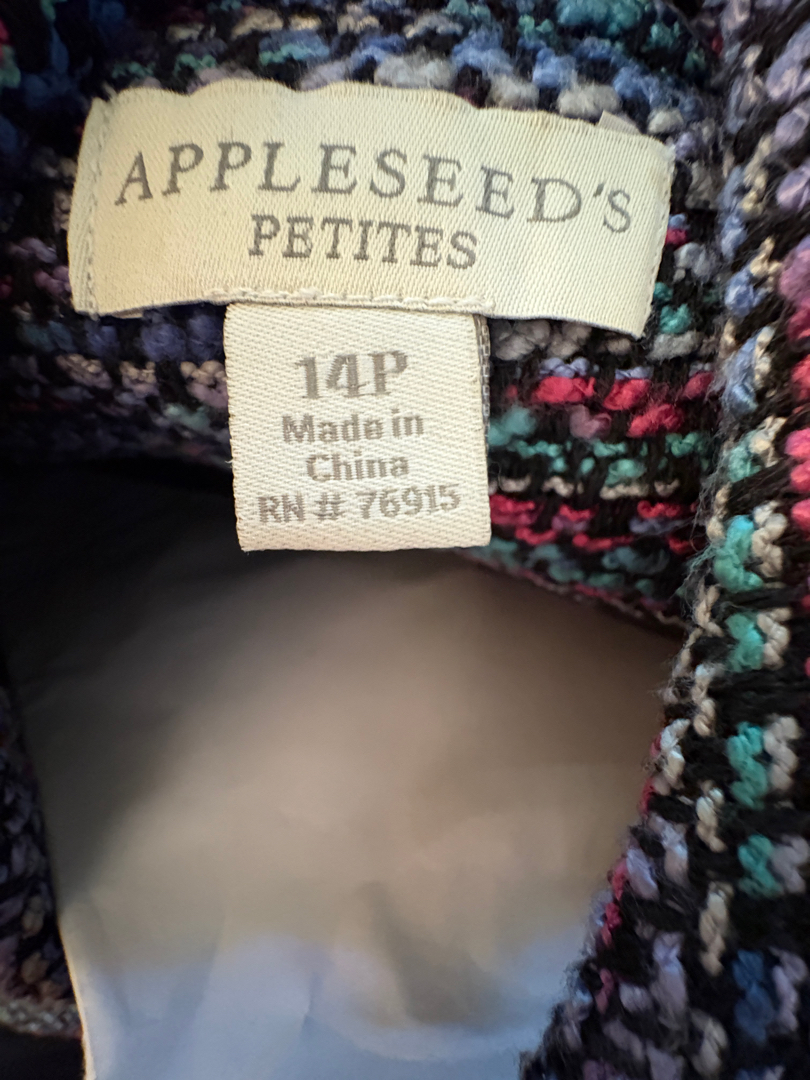 APPLESEED'S
PETITES
14P
Made in
China
RN # 76915